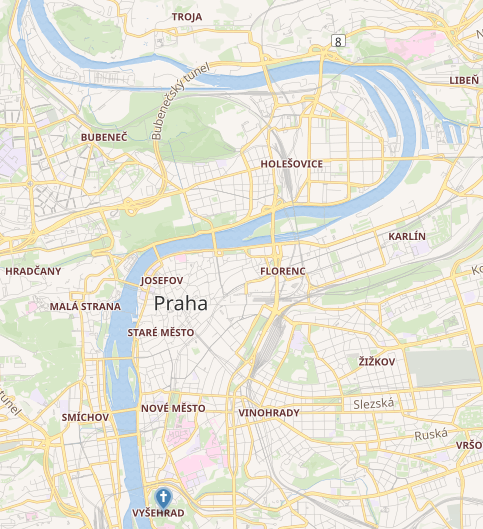 TROJA
8
N
LIBEŇ
Bubenečský tunel
BUBENEČ
HOLEŠOVICE
KARLÍN
HRADČANY
FLORENC
Ko
JOSEFOV
MALÁ STRANA
Praha
STARÉ MĚSTO
ŽIŽKOV
tunel
Slezská
NOVÉ MĚSTO
VINOHRADY
SMÍCHOV
Ruská
VRŠO
VYŠEHRAD